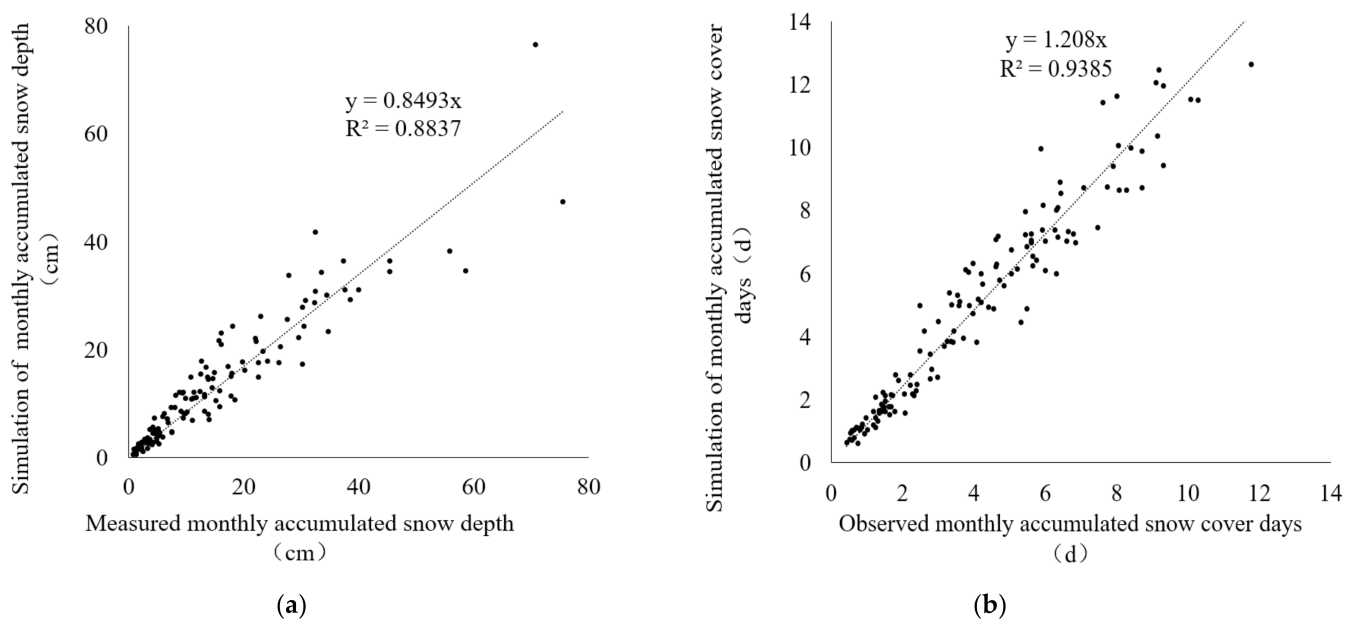 Simulation of monthly accumulated snow depth
（cm）
80
60
40
20
0
y = 0.8493x
R² = 0.8837
0 20 40 60 80
Measured monthly accumulated snow depth
（cm）
(a)
Simulation of monthly accumulated snow cover
days（d）
14
12
10
8
6
4
2
0
y = 1.208x
R² = 0.9385
0 2 4 6 8 10 12 14
Observed monthly accumulated snow cover days
（d）
(b)